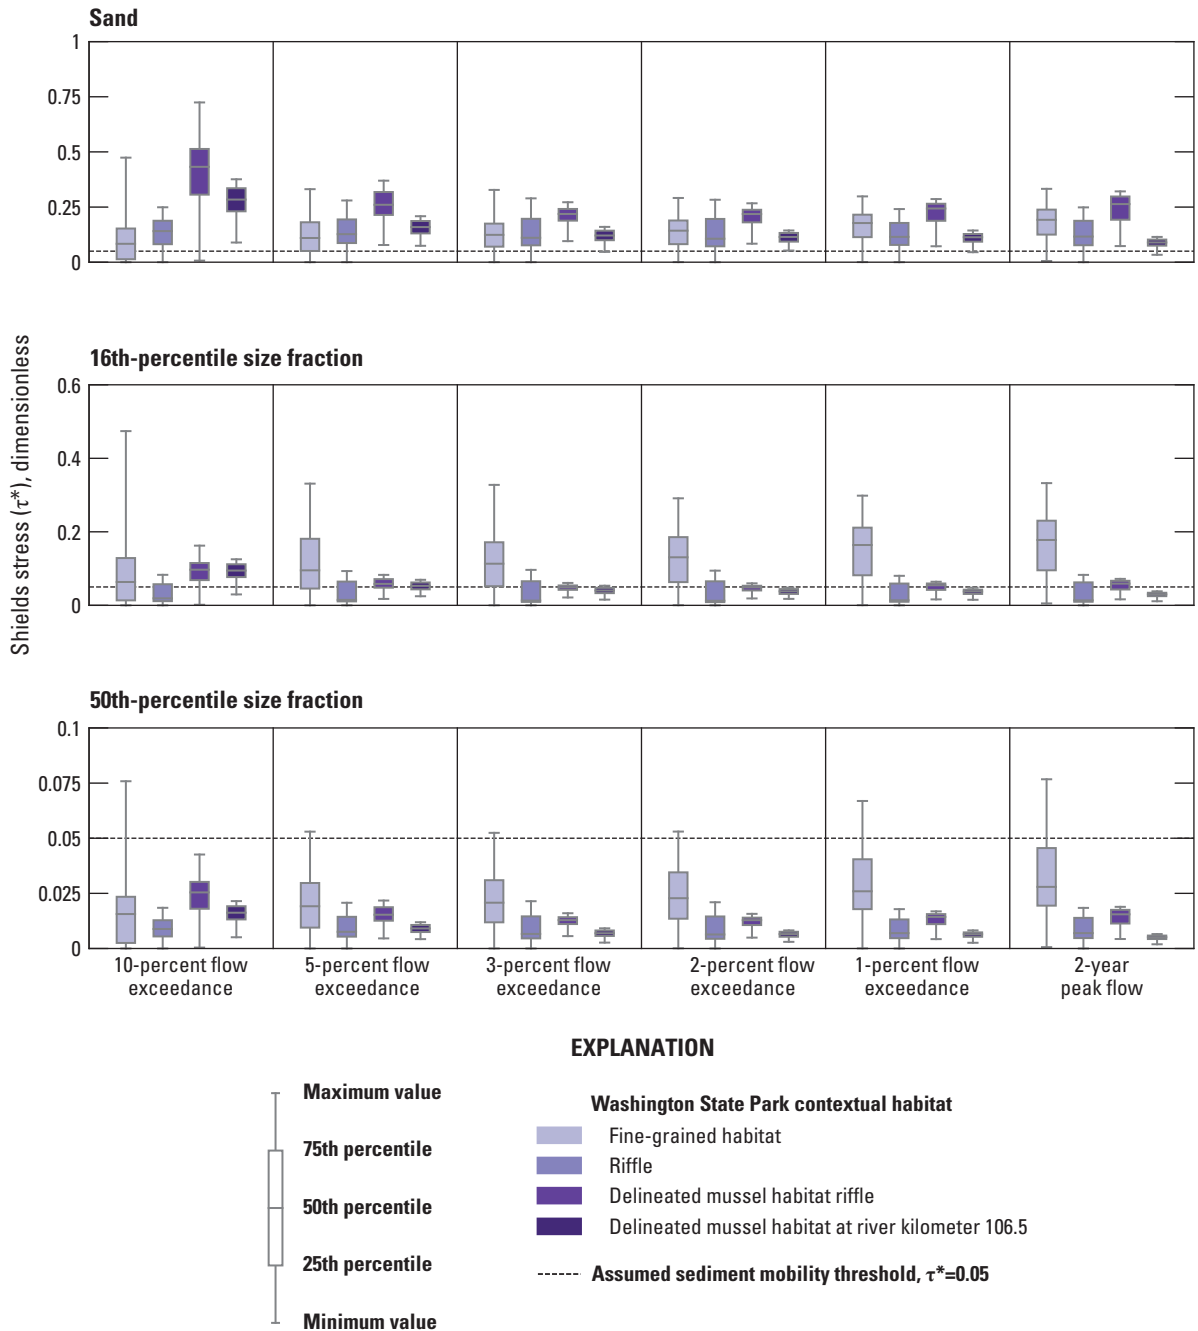 Sand
1
0.75
0.5
0.25
0
16th-percentile size fraction
0.6
0.4
0.2
0
Shields stress (τ*), dimensionless
50th-percentile size fraction
0.1
0.075
0.05
0.025
0
10-percent flow exceedance
5-percent flow exceedance
3-percent flow exceedance
2-percent flow exceedance
1-percent flow exceedance
2-year peak flow
EXPLANATION
Maximum value
75th percentile
50th percentile
25th percentile
Minimum value
Washington State Park contextual habitat
Fine-grained habitat
Riffle
Delineated mussel habitat riffle
Delineated mussel habitat at river kilometer 106.5
Assumed sediment mobility threshold, τ*=0.05